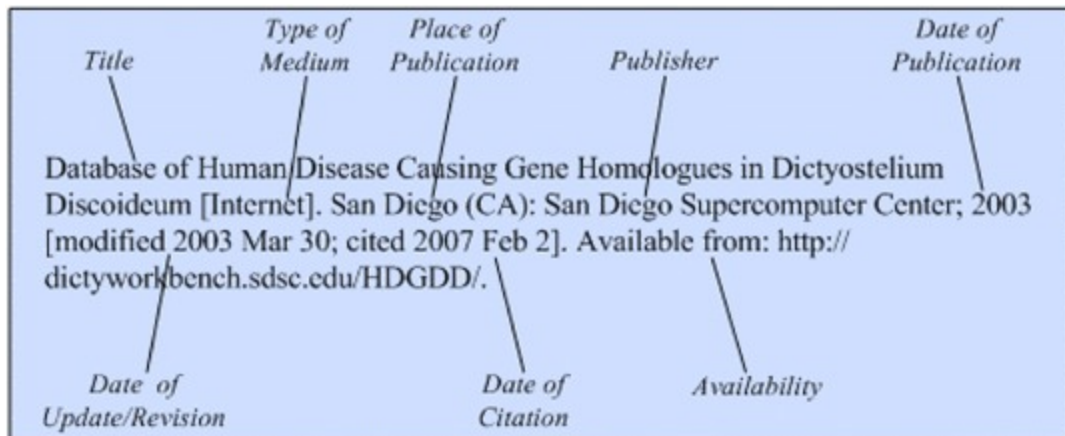 Title
Type of
Medium
Place of
Publication
Publisher
Date of
Publication
Database of Human Disease Causing Gene Homologues in Dictyostelium
Discoideum [Internet]. San Diego (CA): San Diego Supercomputer Center; 2003
[modified 2003 Mar 30; cited 2007 Feb 2]. Available from: http://
dictyworkbench.sdsc.edu/HDGDD/.
Date of
Update/Revision
Date of
Citation
Availability